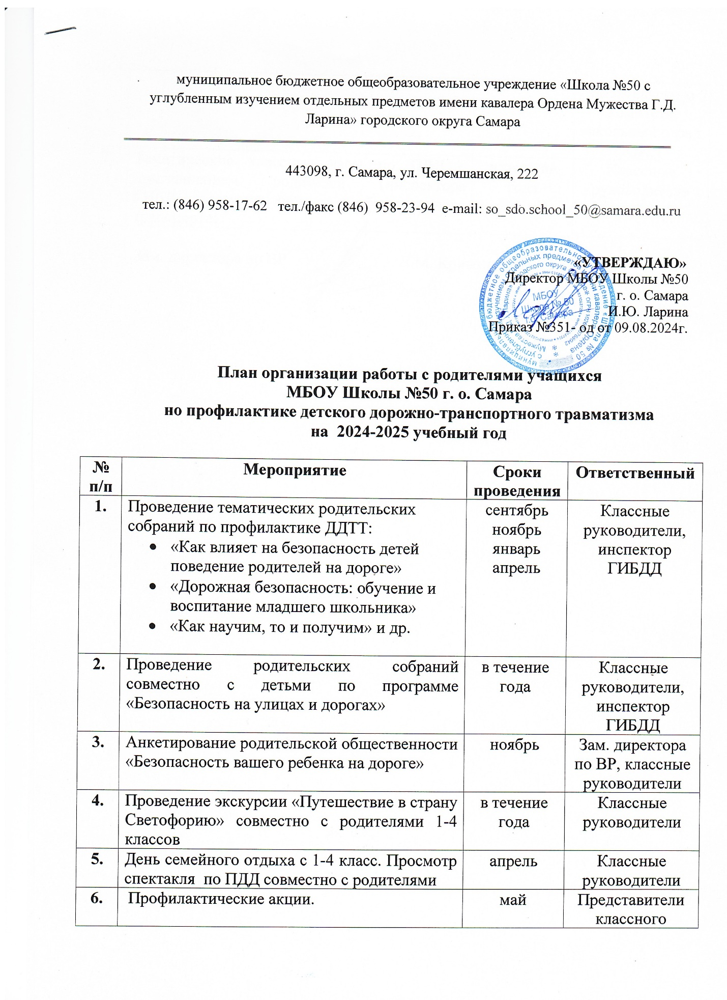 муниципальное бюджетное общеобразовательное учреждение «Школа №50 с
углубленным изучением отдельных предметов имени кавалера Ордена Мужества Г.Д.
Ларина» городского округа Самара
443098, г. Самара, ул. Черемшанская, 222
тел.: (846) 958-17-62 тел./факс (846) 958-23-94 e-mail: so_sdo.school_50@samara.edu.ru
«УТВЕРЖДАЮ»
Директор МБОУ Школы №50
г. о. Самара
И.Ю. Ларина
Приказ №351- од от 09.08.2024г.
МБОУ
Школа № 50
г.о. Самара
План организации работы с родителями учащихся
МБОУ Школы №50 г. о. Самара
но профилактике детского дорожно-транспортного травматизма
на 2024-2025 учебный год
№ п/п
Мероприятие
Сроки
проведения
Ответственный
1.
Проведение тематических родительских
собраний по профилактике ДДТТ:
• «Как влияет на безопасность детей
поведение родителей на дороге»
• «Дорожная безопасность: обучение и
воспитание младшего школьника»
• «Как научим, то и получим» и др.
сентябрь
ноябрь
январь
апрель
Классные
руководители,
инспектор
ГИБДД
2.
Проведение родительских собраний
совместно с детьми по программе
«Безопасность на улицах и дорогах»
в течение
года
Классные
руководители,
инспектор
ГИБДД
3.
Анкетирование родительской общественности
«Безопасность вашего ребенка на дороге»
ноябрь
Зам. директора
по ВР, классные
руководители
4.
Проведение экскурсии «Путешествие в страну
Светофорию» совместно с родителями 1-4
классов
в течение
года
Классные
руководители
5.
День семейного отдыха с 1-4 класс. Просмотр
спектакля по ПДД совместно с родителями
апрель
Классные
руководители
6.
Профилактические акции.
май
Представители
классного